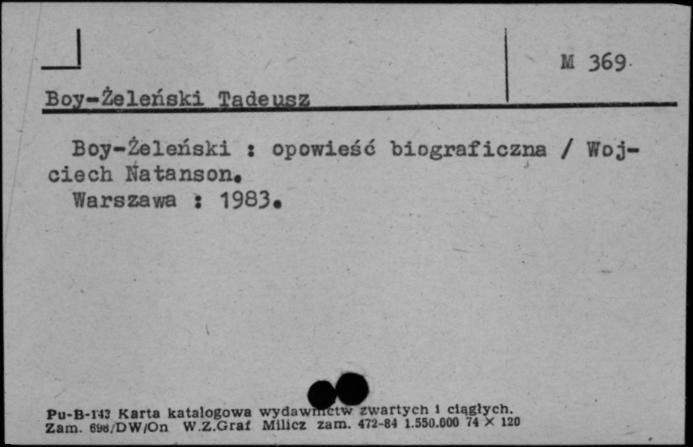 M 369
Boy-Żeleński Tadeusz
Boy-Żeleński : opowieść biograficzna / Woj-
ciech Natanson.
Warszawa : 1983.
Pu-B-143 Karta katalogowa wydawnictw zwartych i ciągłych.
Zam. 698/DW/On W.Z.Graf Milicz zam. 472-84 1.550.000 74 × 120